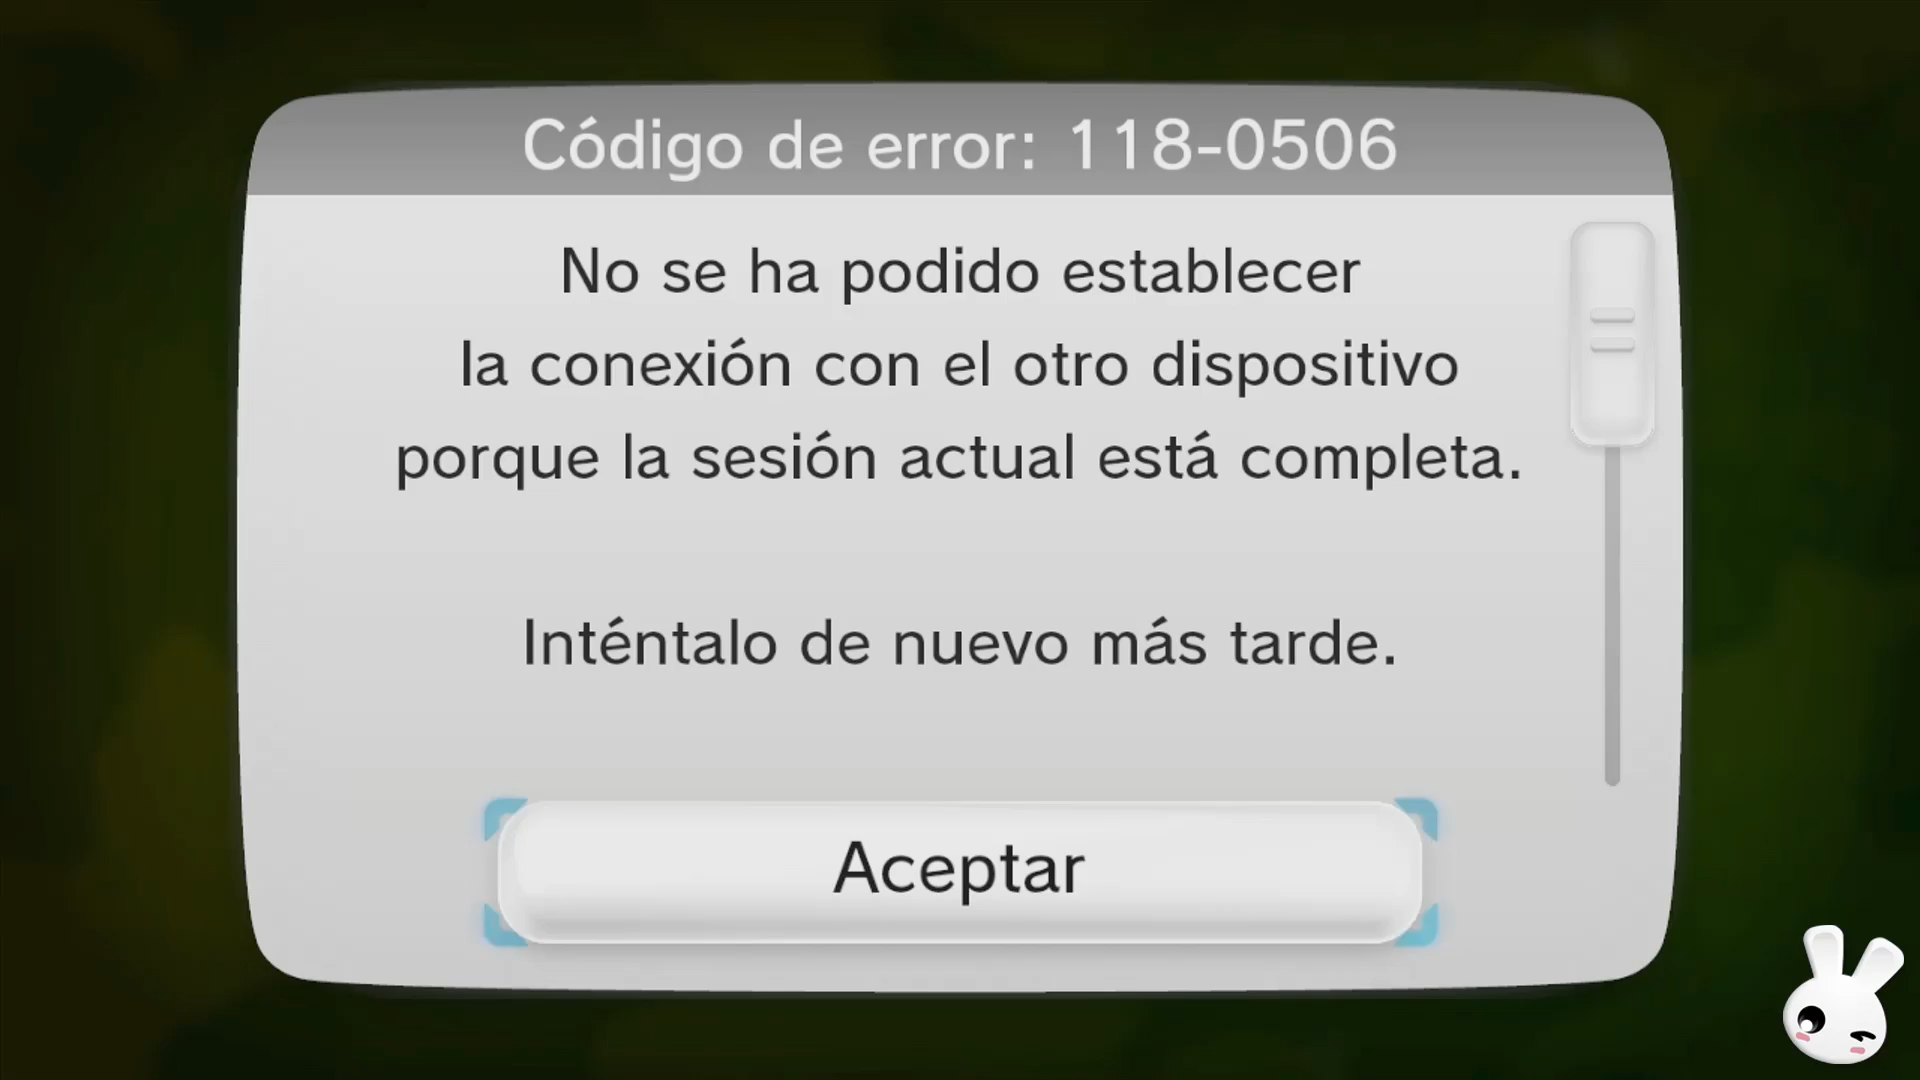 Código de error: 118-0506
No se ha podido establecer
la conexión con el otro dispositivo
porque la sesión actual está completa.
Inténtalo de nuevo más tarde.
Aceptar